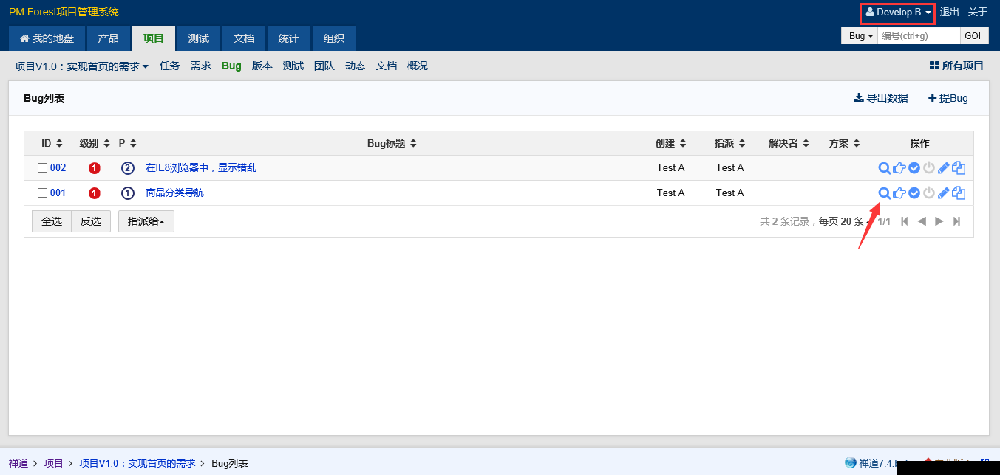 PM Forest项目管理系统
Develop B 退出 关于
我的地盘 产品 项目 测试 文档 统计 组织
Bug 编号(ctrl+g) GO!
项目V1.0：实现首页的需求 任务 需求 Bug 版本 测试 团队 动态 文档 概况 所有项目
Bug列表 导出数据 提Bug
ID 级别 P Bug标题 创建 指派 解决者 方案 操作
002 1 2 在IE8浏览器中，显示错乱 Test A Test A
001 1 1 商品分类导航 Test A Test A
全选 反选 指派给 共 2 条记录，每页 20 条 1/1
禅道 项目 项目V1.0：实现首页的需求 Bug列表 禅道7.4.